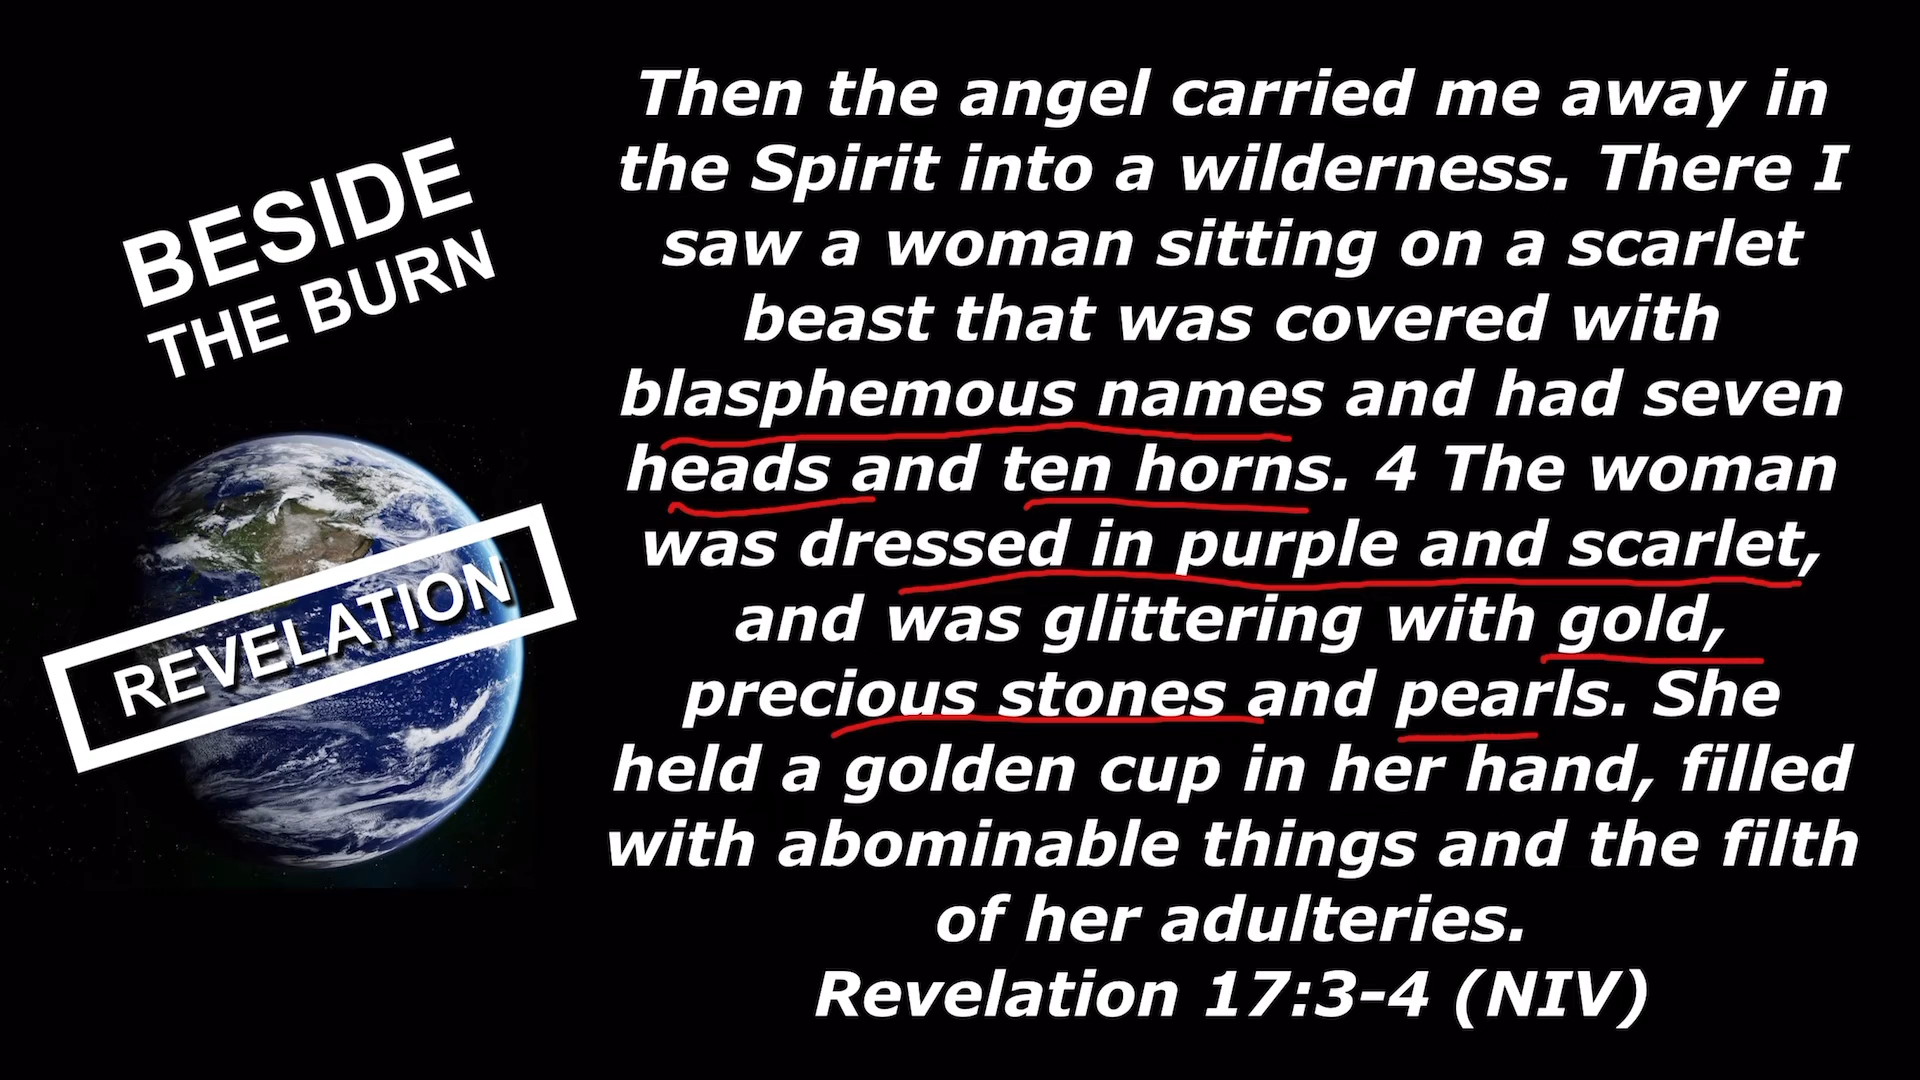 BESIDE
THE BURN
REVELATION
Then the angel carried me away in
the Spirit into a wilderness. There I
saw a woman sitting on a scarlet
beast that was covered with
blasphemous names and had seven
heads and ten horns. 4 The woman
was dressed in purple and scarlet,
and was glittering with gold,
precious stones and pearls. She
held a golden cup in her hand, filled
with abominable things and the filth
of her adulteries.
Revelation 17:3-4 (NIV)